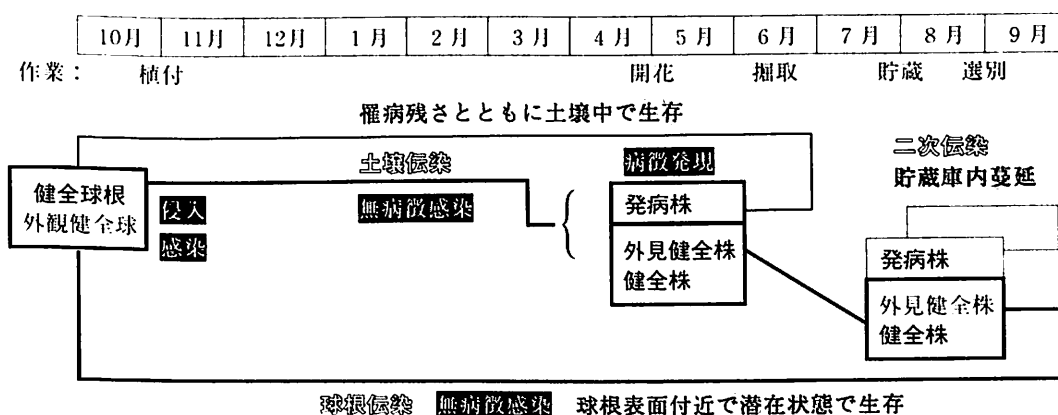 10月 11月 12月 1月 2月 3月 4月 5月 6月 7月 8月 9月
作業： 植付 開花 掘取 貯蔵 選別
罹病残さとともに土壌中で生存
土壌伝染
病徴発現
二次伝染
貯蔵庫内蔓延
健全球根
外観健全球
侵入
感染
無病徴感染
発病株
外見健全株
健全株
発病株
外見健全株
健全株
球根伝染 無病徴感染 球根表面付近で潜在状態で生存